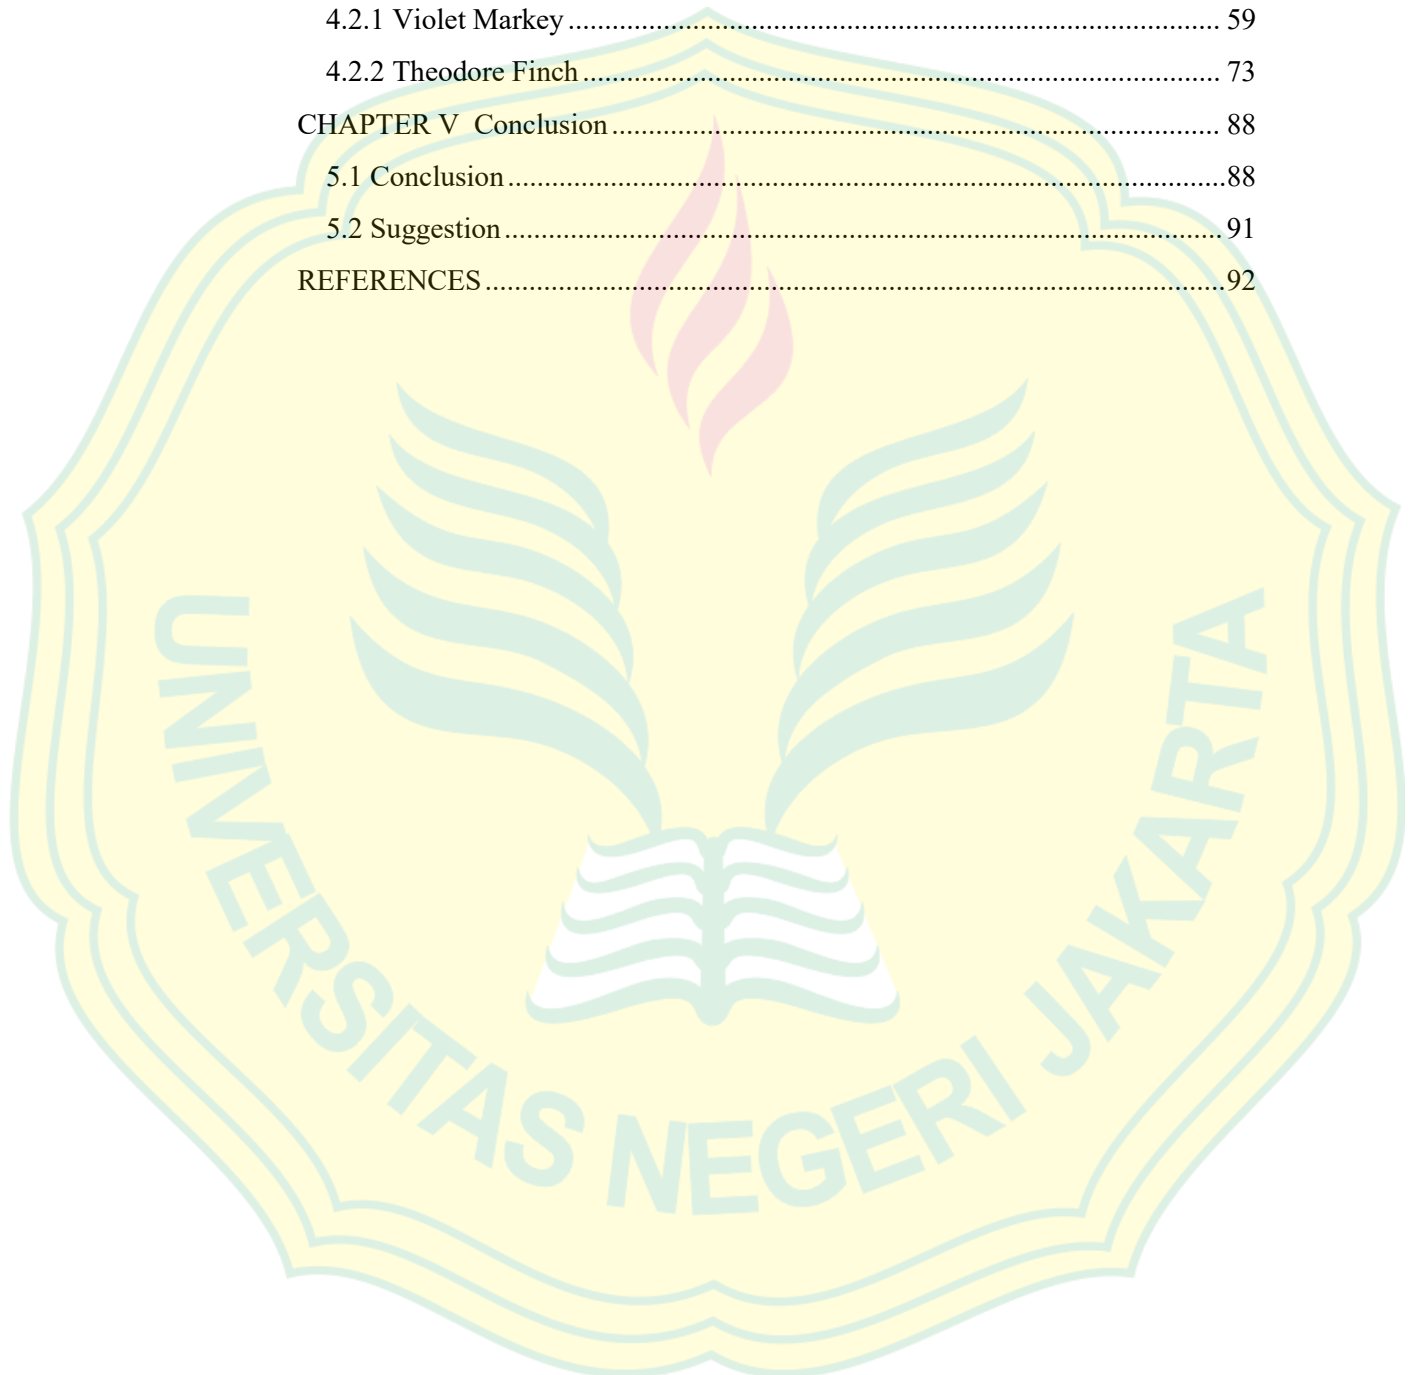 4.2.1 Violet Markey ........................................................................................ 59
4.2.2 Theodore Finch ...................................................................................... 73
CHAPTER V  Conclusion .................................................................................. 88
5.1 Conclusion ................................................................................................. 88
5.2 Suggestion ................................................................................................. 91
REFERENCES .................................................................................................... 92
UNIVERSITAS NEGERI JAKARTA